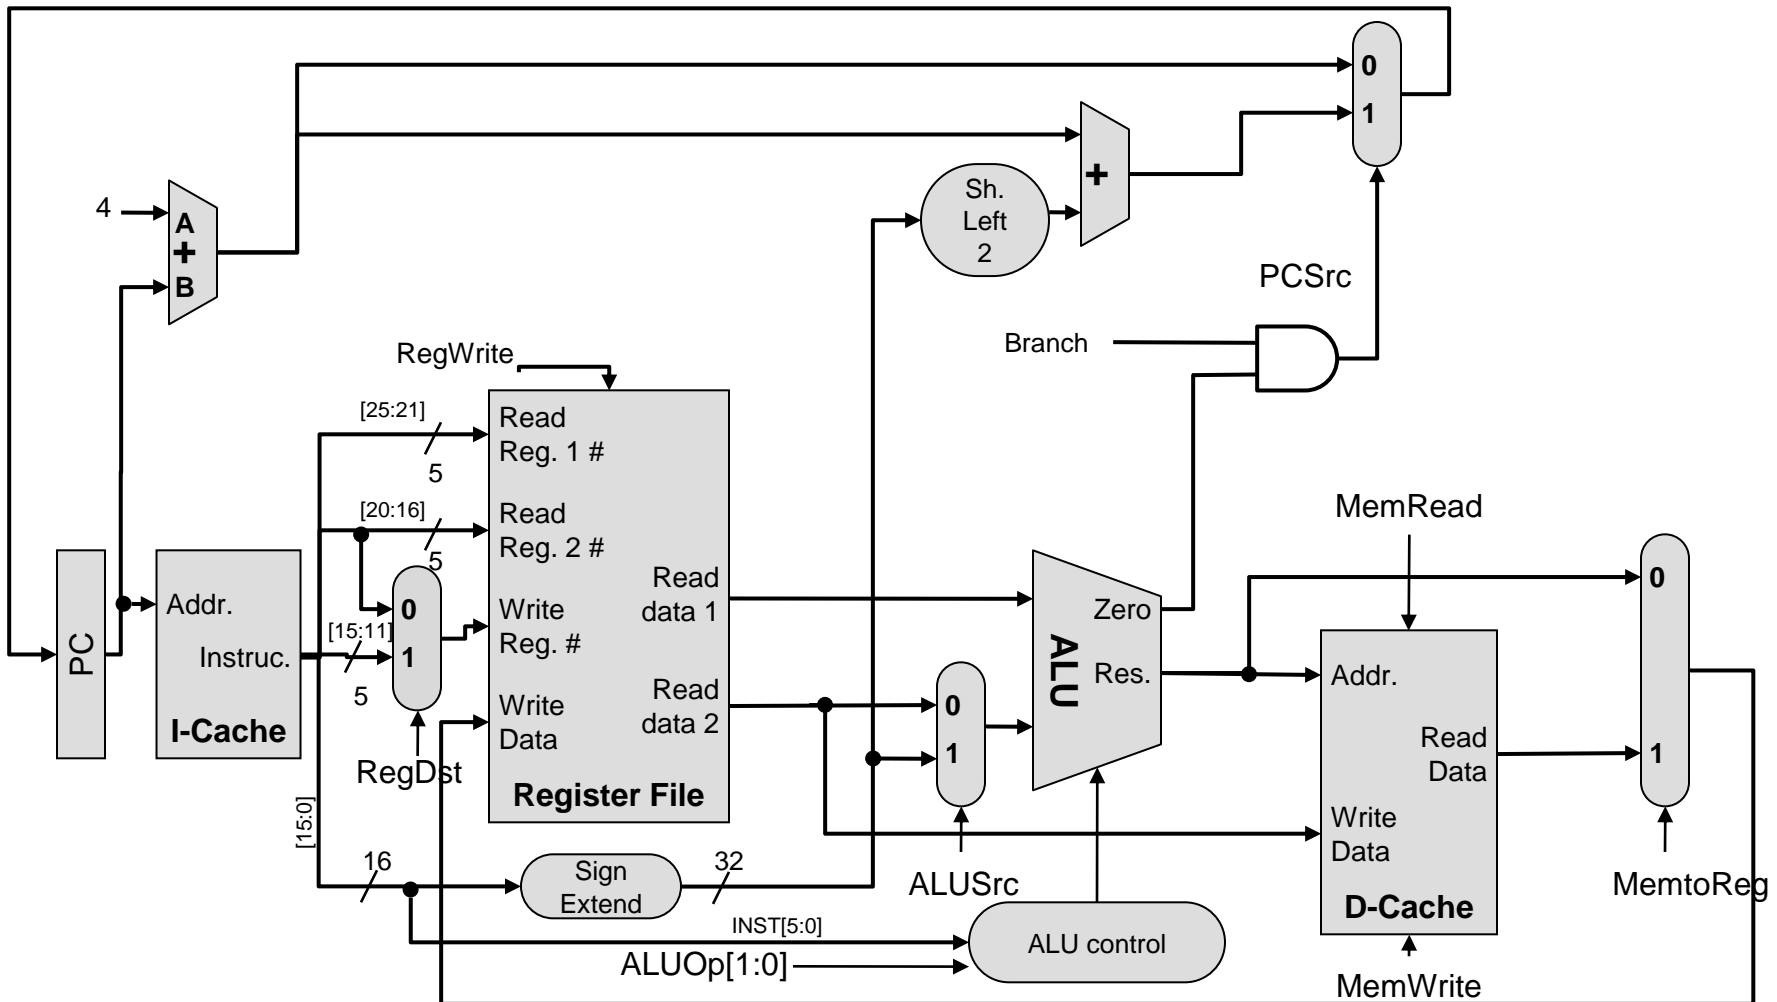 0
1
+
Sh.
Left
2
4
A
+
B
PCSrc
Branch
RegWrite
[25:21]
5
[20:16]
5
[15:11]
5
0
1
RegDst
Read
Reg. 1 #
Read
Reg. 2 #
Write
Reg. #
Write
Data
Read
data 1
Read
data 2
Register File
PC
Addr.
Instruc.
I-Cache
[15:0]
16
Sign
Extend
32
INST[5:0]
ALUOp[1:0]
ALU control
0
1
ALUSrc
ALU
Zero
Res.
MemRead
Addr.
Read
Data
Write
Data
D-Cache
MemWrite
0
1
MemtoReg